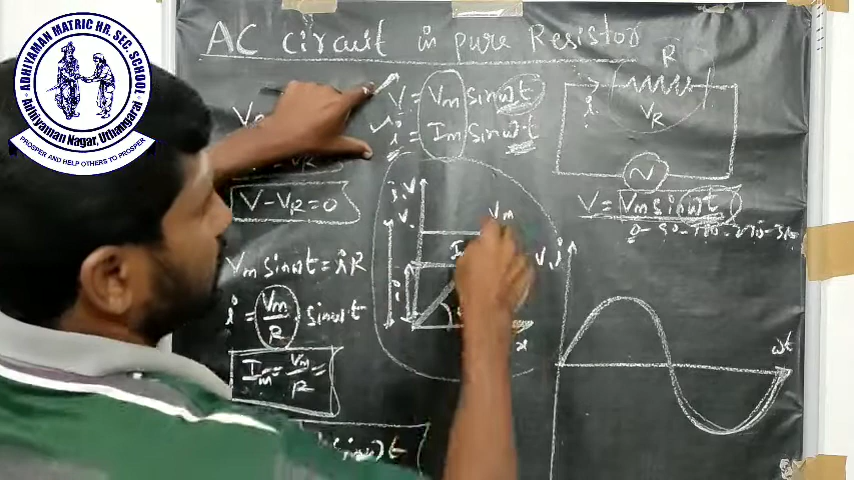 ADHIYAMAN MATRIC HR. SEC. SCHOOL
Adhiyaman Nagar, Uthangarai
PROSPER AND HELP OTHERS TO PROSPER
AC circuit in pure Resistor
V = Vm sinωt
i = Im sinωt
V-VR=0
Vm sinωt = iR
i = Vm/R · sinωt
Im = Vm/R =
sinωt
i, V
Vm
x
R
i
VR
V = Vm sinωt
V, i
ωt